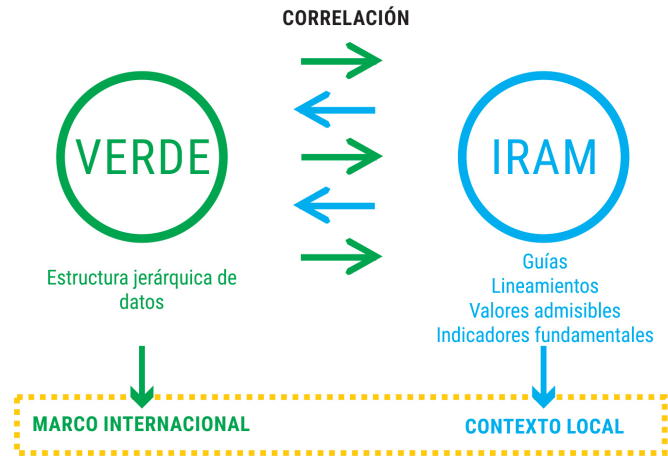 CORRELACIÓN
VERDE
IRAM
Estructura jerárquica de
datos
Guías
Lineamientos
Valores admisibles
Indicadores fundamentales
MARCO INTERNACIONAL
CONTEXTO LOCAL